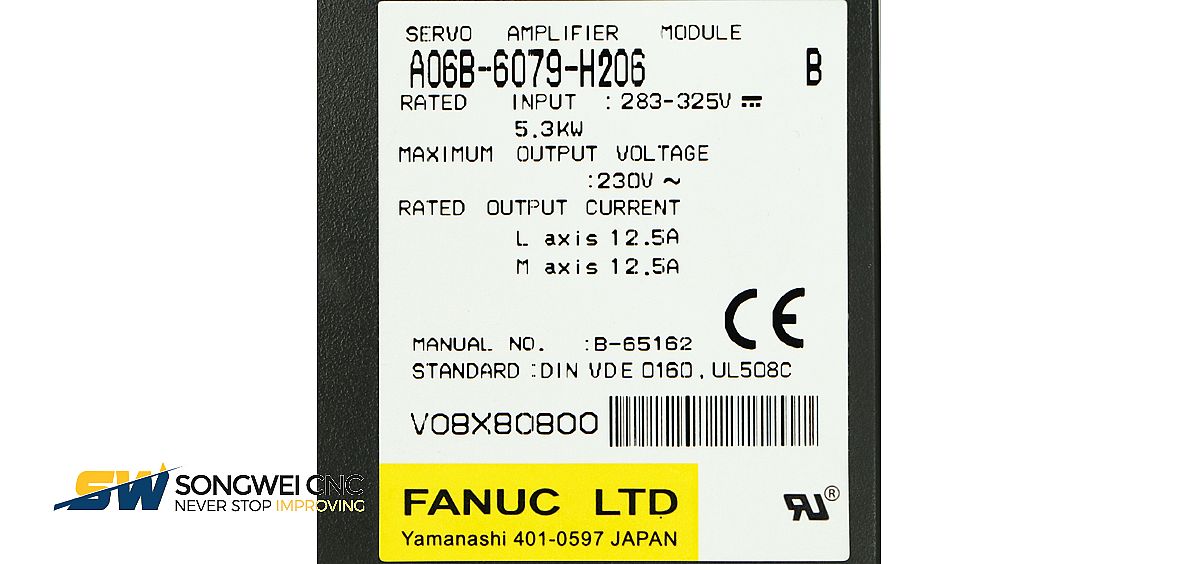 SERVO AMPLIFIER MODULE
A06B-6079-H206 B
RATED INPUT : 283-325V ⎓
5.3KW
MAXIMUM OUTPUT VOLTAGE
:230V ~
RATED OUTPUT CURRENT
L axis 12.5A
M axis 12.5A
CE
MANUAL NO. :B-65162
STANDARD :DIN VDE 0160, UL508C
V08X80800
SW SONGWEI CNC
NEVER STOP IMPROVING
FANUC LTD
Yamanashi 401-0597 JAPAN
RU®